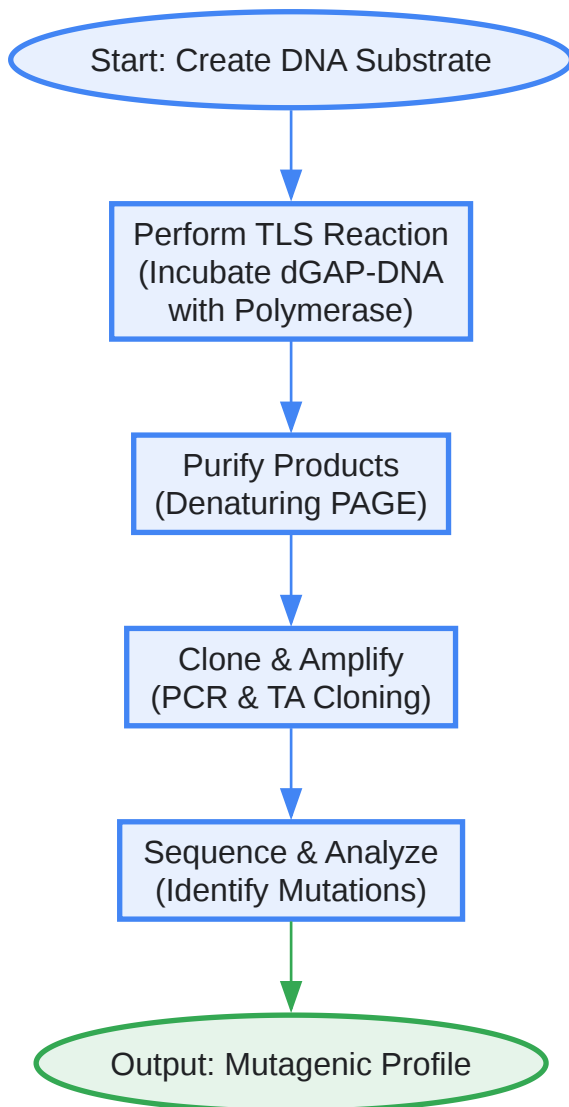 Start: Create DNA Substrate
Perform TLS Reaction
(Incubate dGAP-DNA
with Polymerase)
Purify Products
(Denaturing PAGE)
Clone & Amplify
(PCR & TA Cloning)
Sequence & Analyze
(Identify Mutations)
Output: Mutagenic Profile